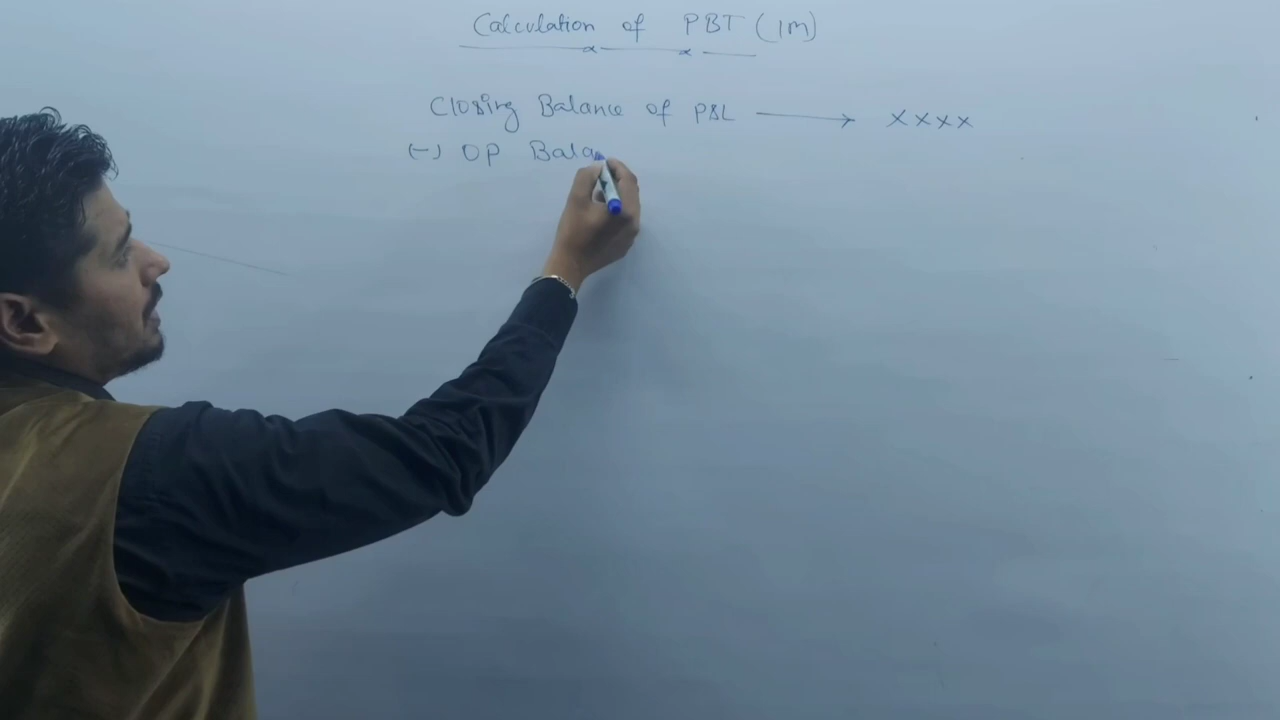 Calculation of PBT (1M)
Closing Balance of P&L → xxxx
(-) OP Bala